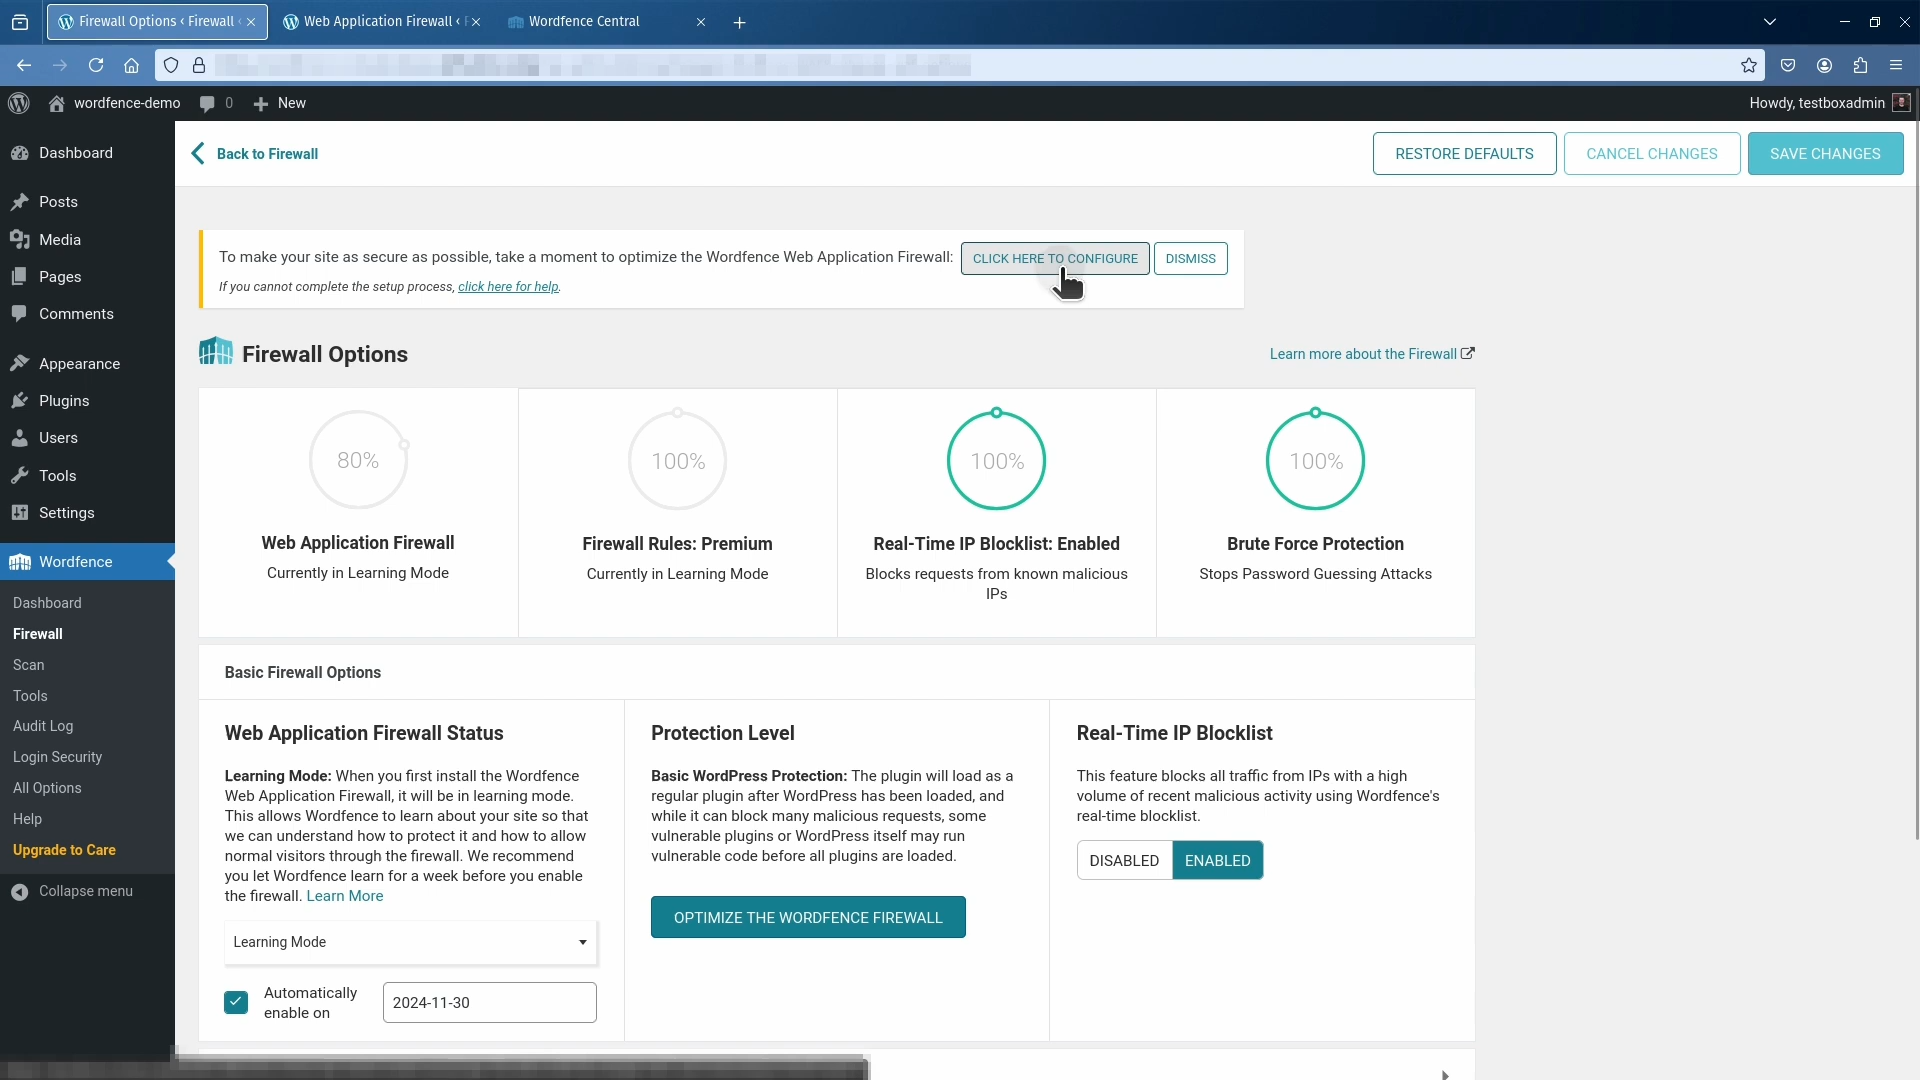 Firewall Options ‹ Firewall ‹
Web Application Firewall ‹ F
Wordfence Central
wordfence-demo
0
New
Howdy, testboxadmin
Dashboard
Posts
Media
Pages
Comments
Appearance
Plugins
Users
Tools
Settings
Wordfence
Dashboard
Firewall
Scan
Tools
Audit Log
Login Security
All Options
Help
Upgrade to Care
Collapse menu
Back to Firewall
RESTORE DEFAULTS
CANCEL CHANGES
SAVE CHANGES
To make your site as secure as possible, take a moment to optimize the Wordfence Web Application Firewall:
CLICK HERE TO CONFIGURE
DISMISS
If you cannot complete the setup process, click here for help.
Firewall Options
Learn more about the Firewall
80%
Web Application Firewall
Currently in Learning Mode
100%
Firewall Rules: Premium
Currently in Learning Mode
100%
Real-Time IP Blocklist: Enabled
Blocks requests from known malicious
IPs
100%
Brute Force Protection
Stops Password Guessing Attacks
Basic Firewall Options
Web Application Firewall Status
Learning Mode: When you first install the Wordfence
Web Application Firewall, it will be in learning mode.
This allows Wordfence to learn about your site so that
we can understand how to protect it and how to allow
normal visitors through the firewall. We recommend
you let Wordfence learn for a week before you enable
the firewall. Learn More
Learning Mode
Automatically
enable on
2024-11-30
Protection Level
Basic WordPress Protection: The plugin will load as a
regular plugin after WordPress has been loaded, and
while it can block many malicious requests, some
vulnerable plugins or WordPress itself may run
vulnerable code before all plugins are loaded.
OPTIMIZE THE WORDFENCE FIREWALL
Real-Time IP Blocklist
This feature blocks all traffic from IPs with a high
volume of recent malicious activity using Wordfence's
real-time blocklist.
DISABLED
ENABLED